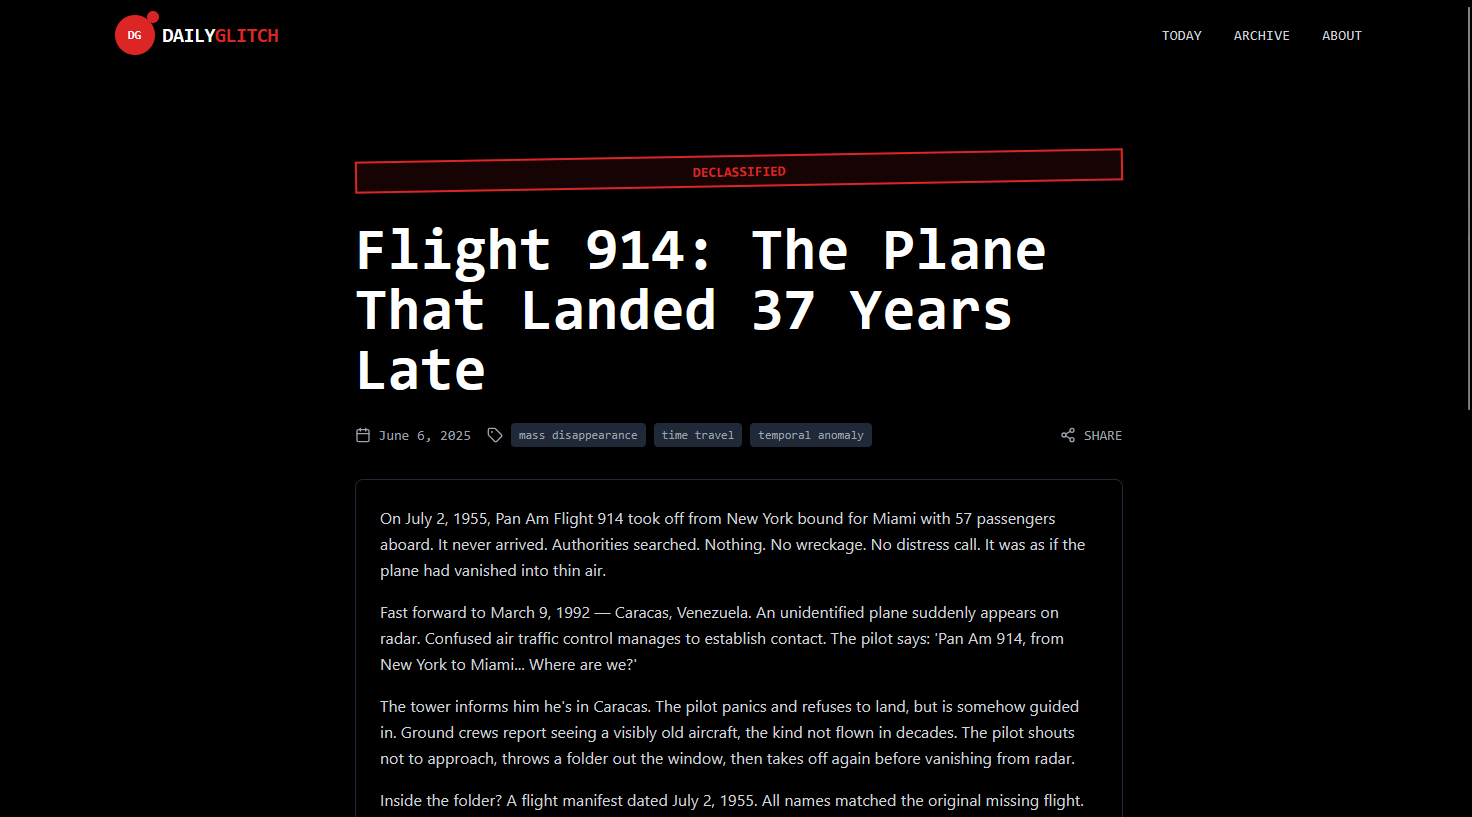 DG DAILYGLITCH
TODAY ARCHIVE ABOUT
DECLASSIFIED
Flight 914: The Plane
That Landed 37 Years
Late
June 6, 2025 mass disappearance time travel temporal anomaly SHARE
On July 2, 1955, Pan Am Flight 914 took off from New York bound for Miami with 57 passengers
aboard. It never arrived. Authorities searched. Nothing. No wreckage. No distress call. It was as if the
plane had vanished into thin air.
Fast forward to March 9, 1992 — Caracas, Venezuela. An unidentified plane suddenly appears on
radar. Confused air traffic control manages to establish contact. The pilot says: 'Pan Am 914, from
New York to Miami... Where are we?'
The tower informs him he's in Caracas. The pilot panics and refuses to land, but is somehow guided
in. Ground crews report seeing a visibly old aircraft, the kind not flown in decades. The pilot shouts
not to approach, throws a folder out the window, then takes off again before vanishing from radar.
Inside the folder? A flight manifest dated July 2, 1955. All names matched the original missing flight.